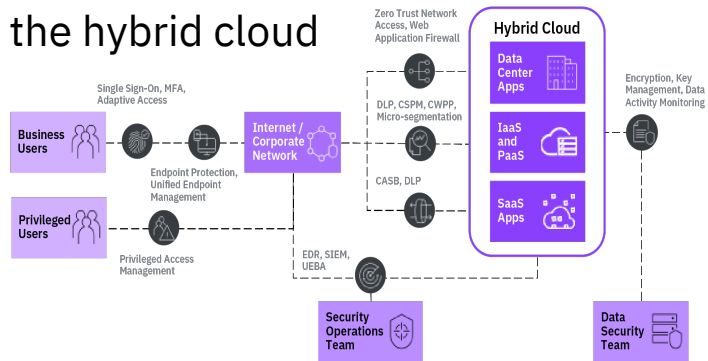 the hybrid cloud
Zero Trust Network
Access, Web
Application Firewall
Hybrid Cloud
Data
Center
Apps
Single Sign-On, MFA,
Adaptive Access
Encryption, Key
Management, Data
Activity Monitoring
DLP, CSPM, CWPP,
Micro-segmentation
Business
Users
Internet /
Corporate
Network
IaaS
and
PaaS
Endpoint Protection,
Unified Endpoint
Management
CASB, DLP
SaaS
Apps
Privileged
Users
Privileged Access
Management
EDR, SIEM,
UEBA
Security
Operations
Team
Data
Security
Team